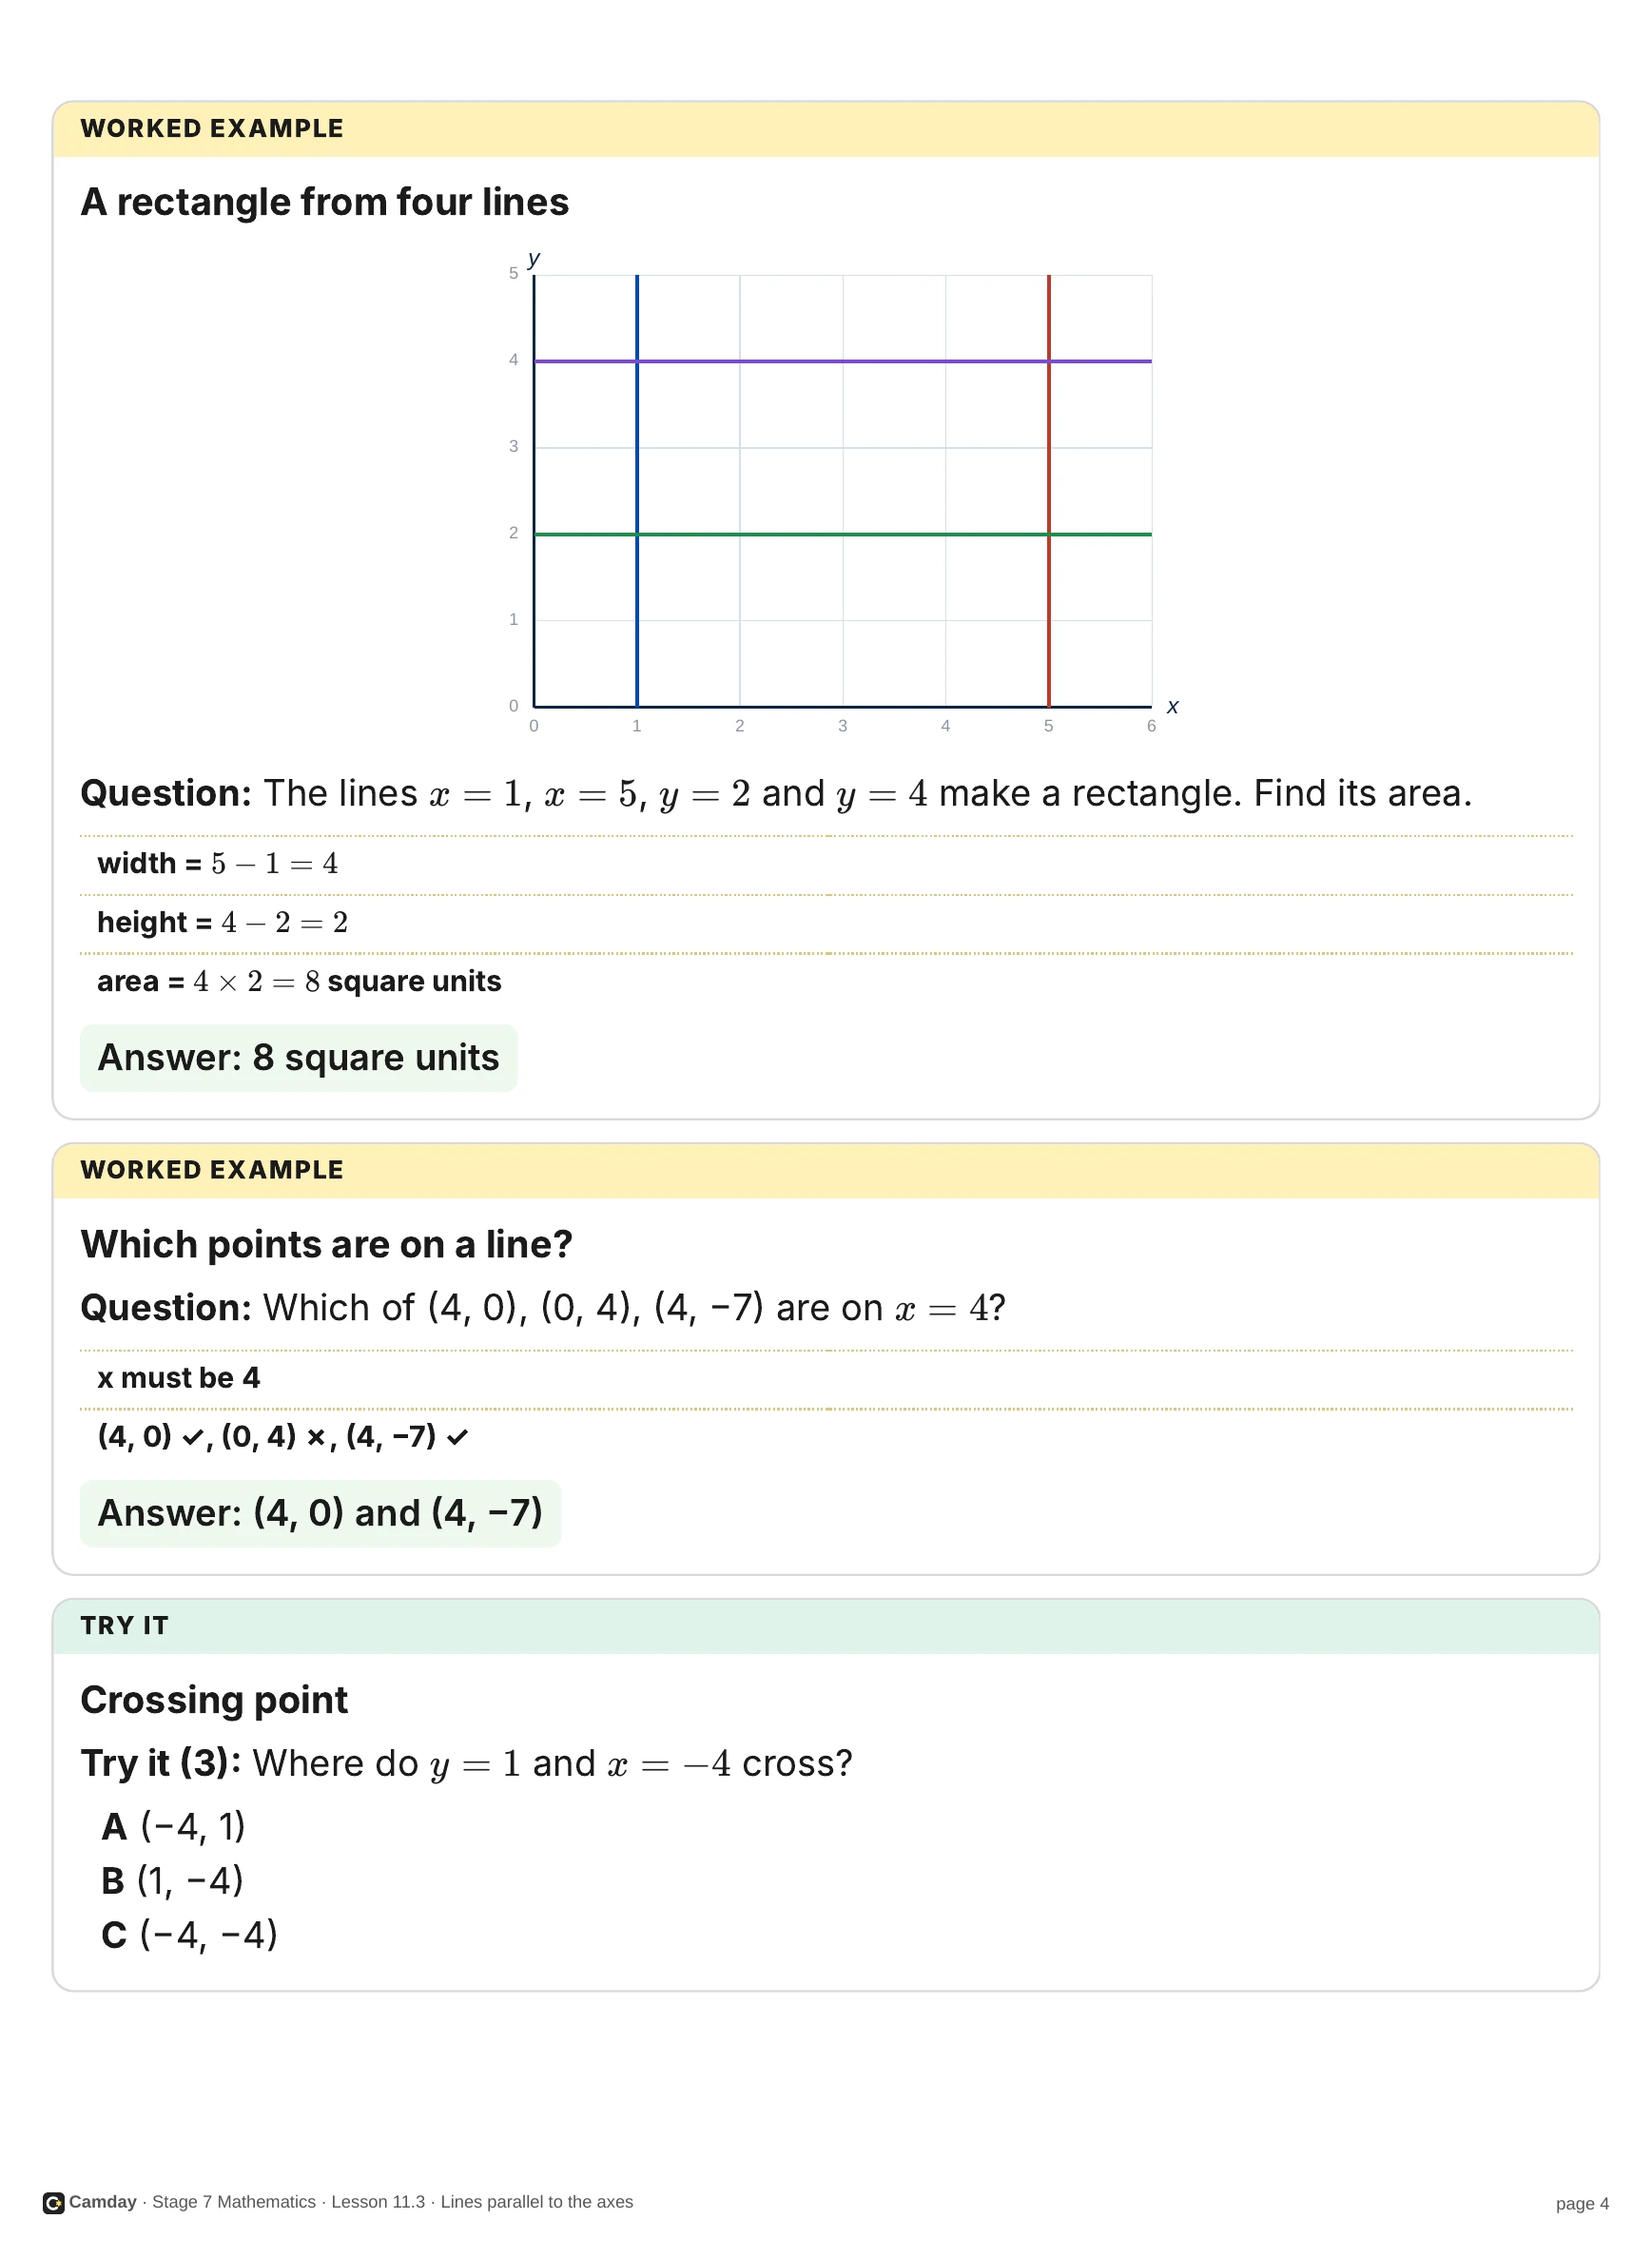 WORKED EXAMPLE
A rectangle from four lines
y
5
4
3
2
1
0
0 1 2 3 4 5 6
x
Question: The lines x = 1, x = 5, y = 2 and y = 4 make a rectangle. Find its area.
width = 5 − 1 = 4
height = 4 − 2 = 2
area = 4 × 2 = 8 square units
Answer: 8 square units
WORKED EXAMPLE
Which points are on a line?
Question: Which of (4, 0), (0, 4), (4, −7) are on x = 4?
x must be 4
(4, 0) ✓, (0, 4) ×, (4, −7) ✓
Answer: (4, 0) and (4, −7)
TRY IT
Crossing point
Try it (3): Where do y = 1 and x = −4 cross?
A (−4, 1)
B (1, −4)
C (−4, −4)
Camday · Stage 7 Mathematics · Lesson 11.3 · Lines parallel to the axes
page 4